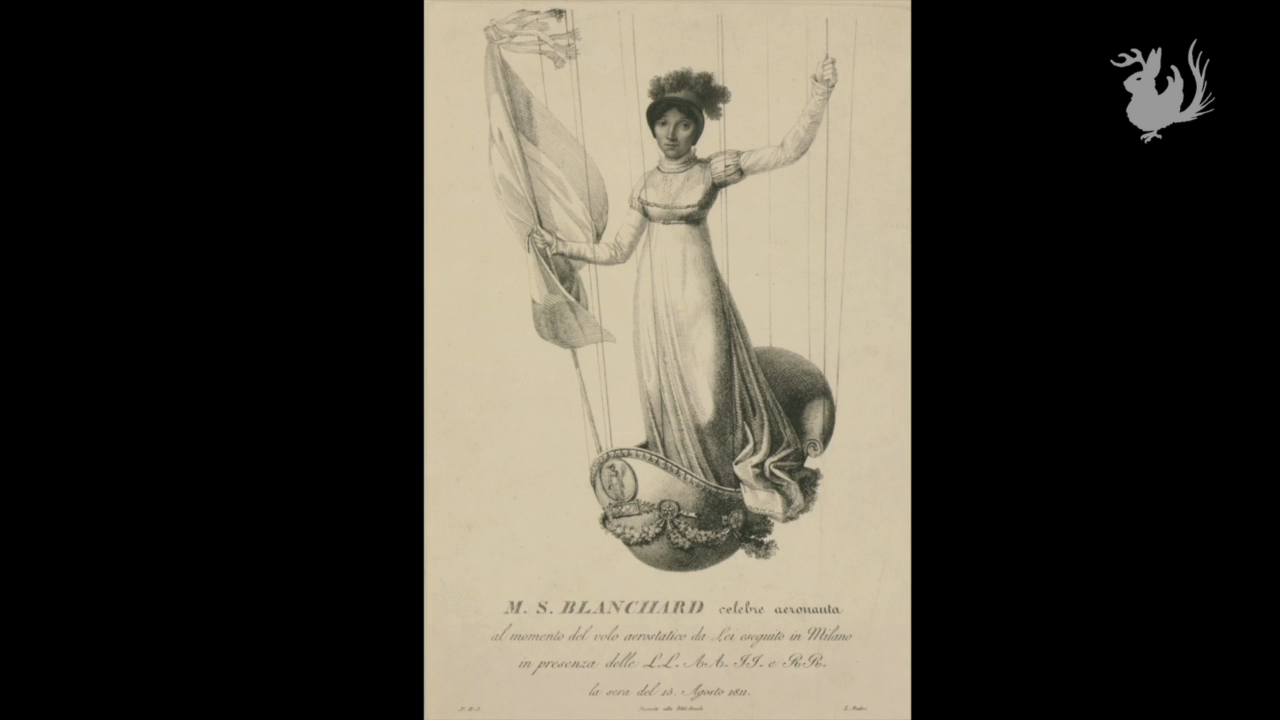 M. S. BLANCHARD celebre aeronauta
al momento del volo aerostatico da Lei eseguito in Milano
in presenza delle LL. AA. II. e RR.
la sera del 15. Agosto 1811.